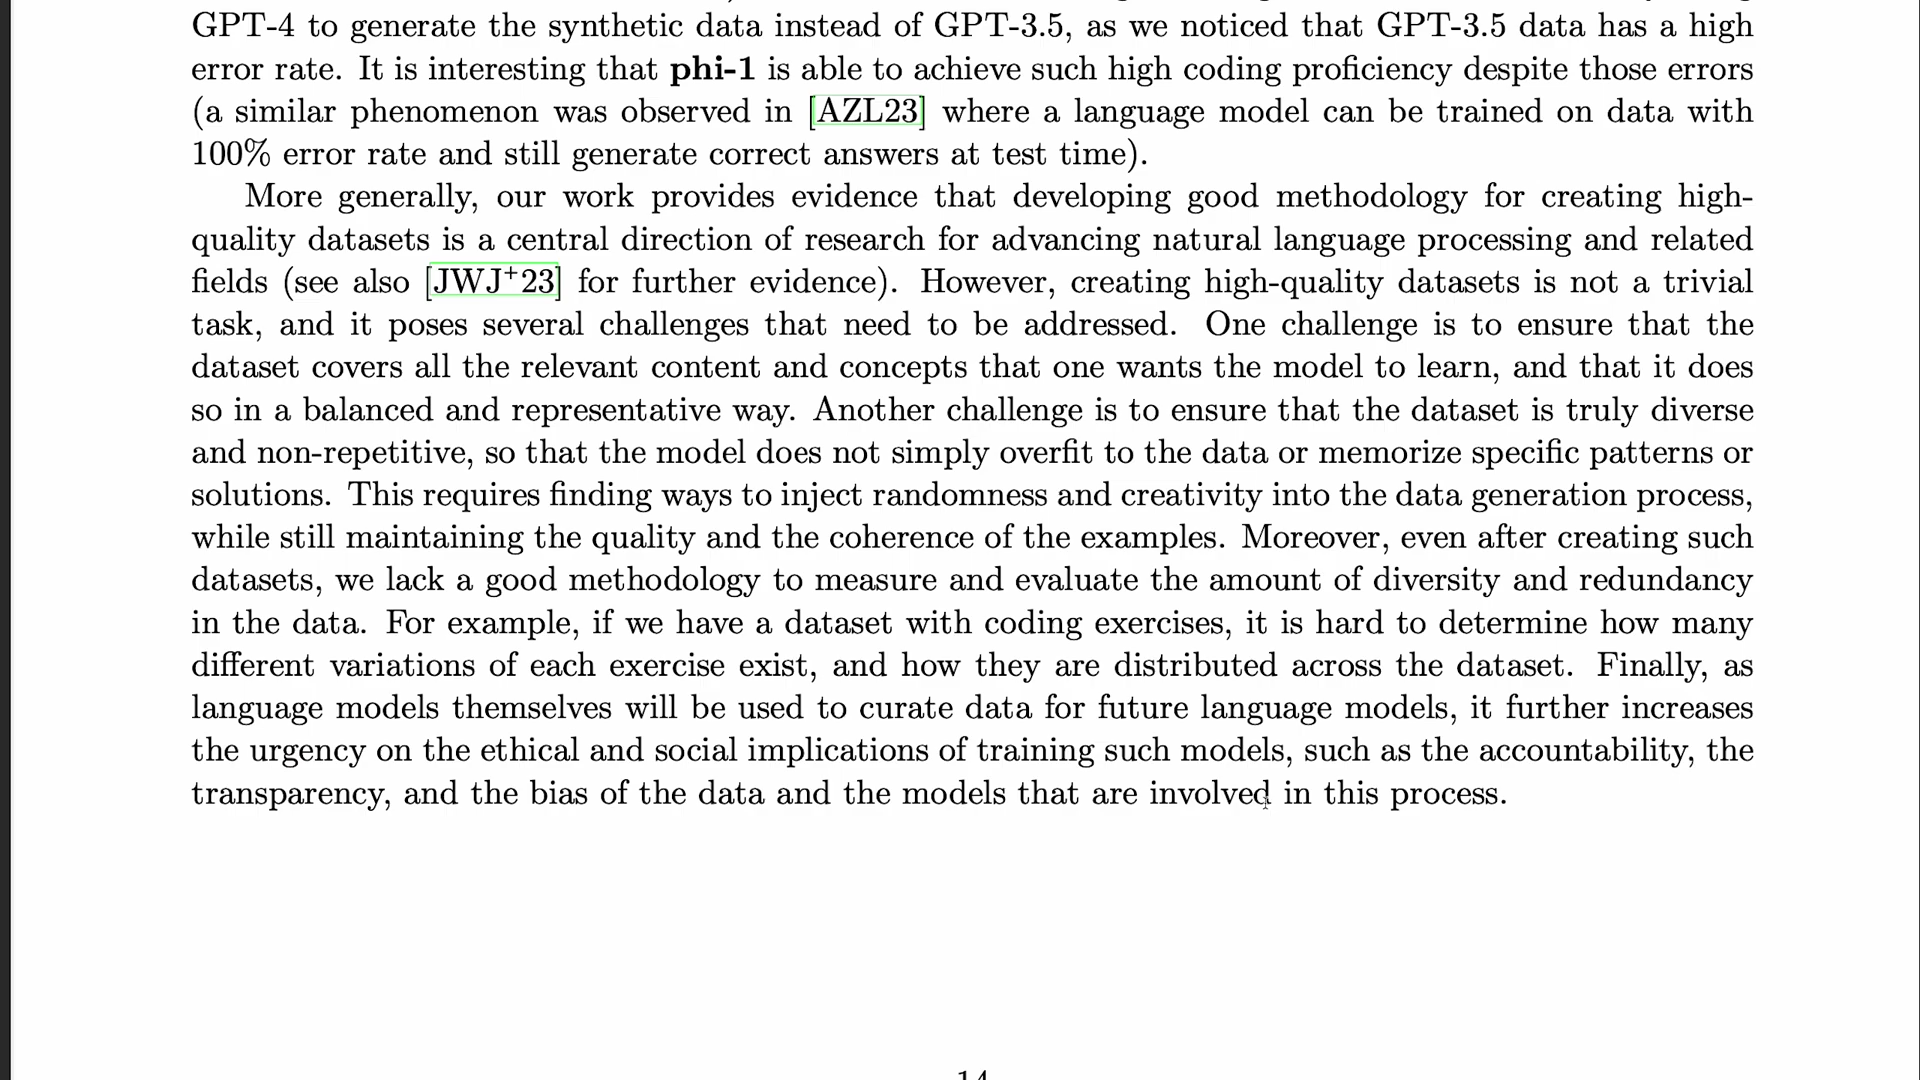 GPT-4 to generate the synthetic data instead of GPT-3.5, as we noticed that GPT-3.5 data has a high
error rate. It is interesting that phi-1 is able to achieve such high coding proficiency despite those errors
(a similar phenomenon was observed in [AZL23] where a language model can be trained on data with
100% error rate and still generate correct answers at test time).
More generally, our work provides evidence that developing good methodology for creating high-
quality datasets is a central direction of research for advancing natural language processing and related
fields (see also [JWJ+23] for further evidence). However, creating high-quality datasets is not a trivial
task, and it poses several challenges that need to be addressed. One challenge is to ensure that the
dataset covers all the relevant content and concepts that one wants the model to learn, and that it does
so in a balanced and representative way. Another challenge is to ensure that the dataset is truly diverse
and non-repetitive, so that the model does not simply overfit to the data or memorize specific patterns or
solutions. This requires finding ways to inject randomness and creativity into the data generation process,
while still maintaining the quality and the coherence of the examples. Moreover, even after creating such
datasets, we lack a good methodology to measure and evaluate the amount of diversity and redundancy
in the data. For example, if we have a dataset with coding exercises, it is hard to determine how many
different variations of each exercise exist, and how they are distributed across the dataset. Finally, as
language models themselves will be used to curate data for future language models, it further increases
the urgency on the ethical and social implications of training such models, such as the accountability, the
transparency, and the bias of the data and the models that are involved in this process.
14